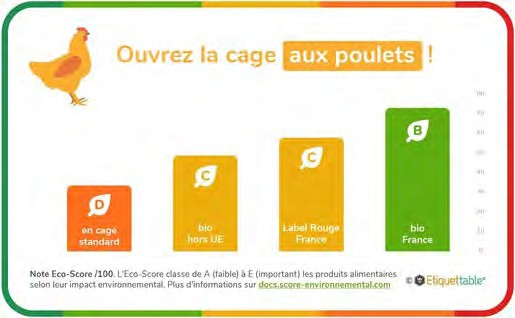 Ouvrez la cage aux poulets !
B
C
C
D
en cage
standard
bio
hors UE
Label Rouge
France
bio
France
Note Eco-Score /100. L'Eco-Score classe de A (faible) à E (important) les produits alimentaires
selon leur impact environnemental. Plus d'informations sur docs.score-environnemental.com
© Etiquettable